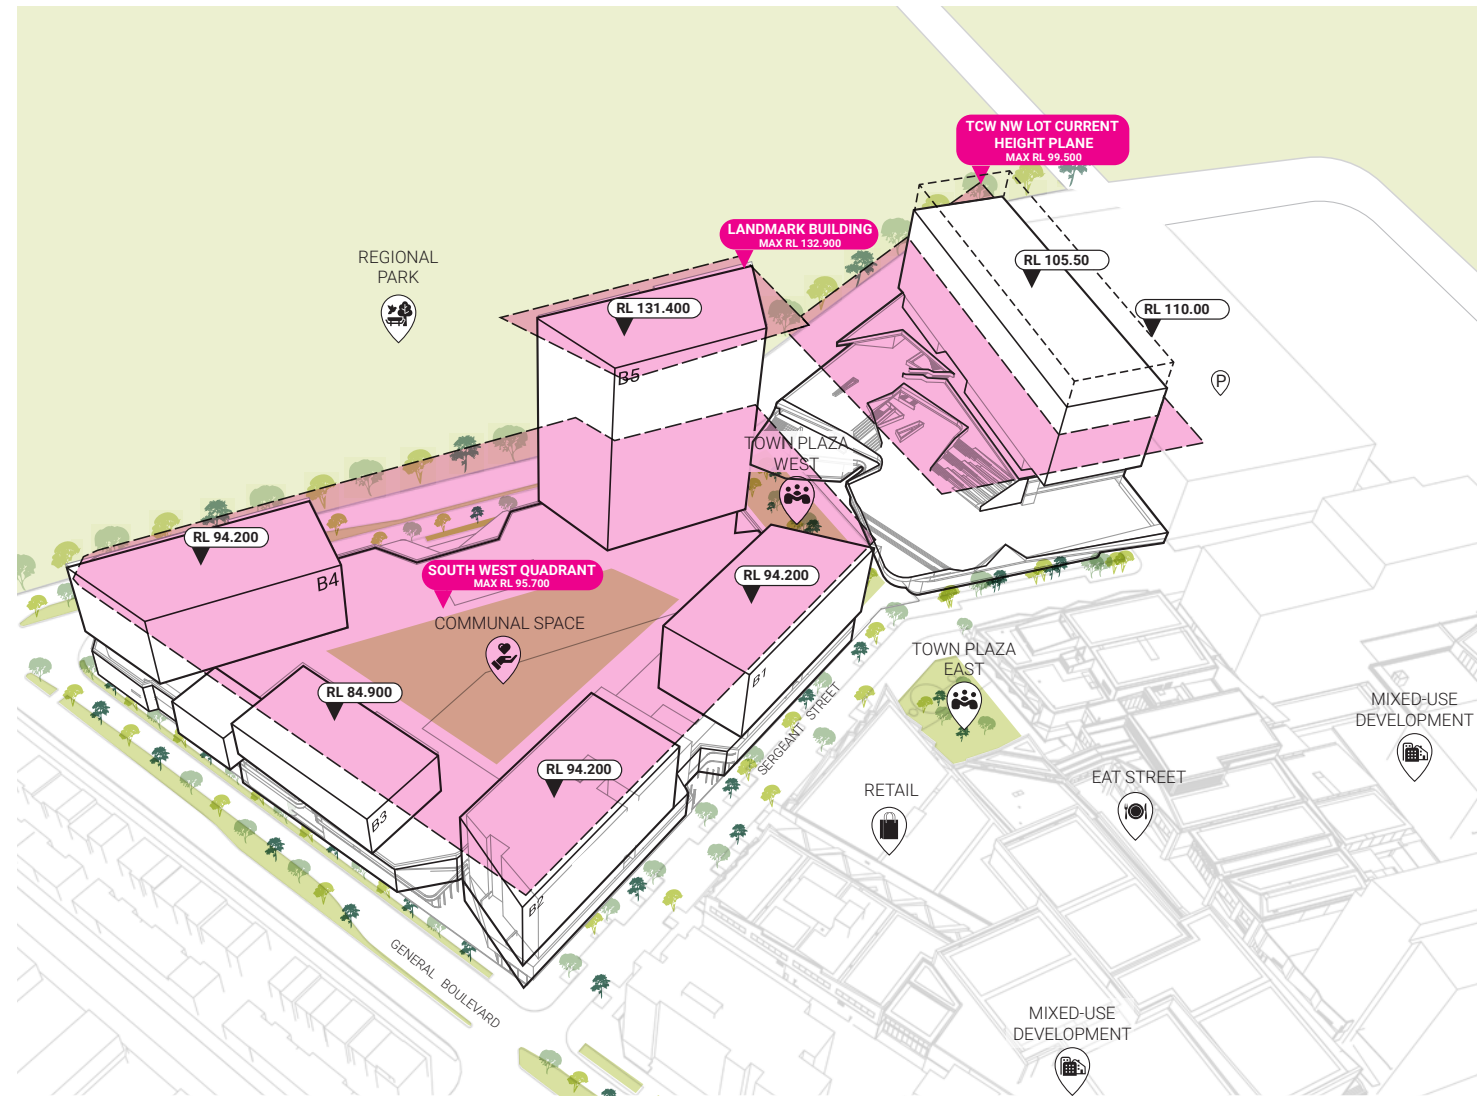 TCW NW LOT CURRENT
HEIGHT PLANE
MAX RL 99.500
LANDMARK BUILDING
MAX RL 132.900
REGIONAL
PARK
RL 105.50
RL 131.400
RL 110.00
B5
P
TOWN PLAZA
WEST
RL 94.200
B4
SOUTH WEST QUADRANT
MAX RL 95.700
RL 94.200
COMMUNAL SPACE
TOWN PLAZA
EAST
B1
RL 84.900
SERGEANT STREET
MIXED-USE
DEVELOPMENT
RL 94.200
EAT STREET
RETAIL
B3
B2
GENERAL BOULEVARD
MIXED-USE
DEVELOPMENT